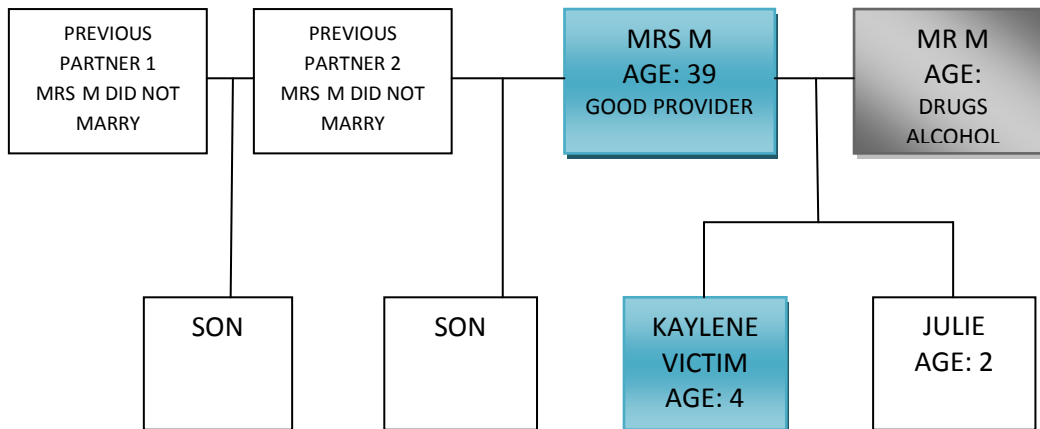 PREVIOUS
PARTNER 1
MRS M DID NOT
MARRY
PREVIOUS
PARTNER 2
MRS M DID NOT
MARRY
MRS M
AGE: 39
GOOD PROVIDER
MR M
AGE:
DRUGS
ALCOHOL
SON
SON
KAYLENE
VICTIM
AGE: 4
JULIE
AGE: 2